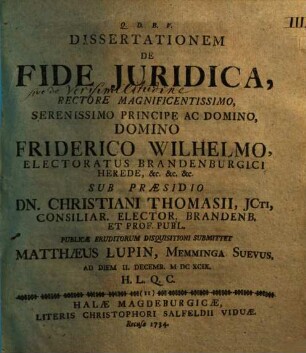 III
Q. D. B. V.
DISSERTATIONEM
DE
FIDE JURIDICA,
RECTORE MAGNIFICENTISSIMO,
SERENISSIMO PRINCIPE AC DOMINO,
DOMINO
FRIDERICO WILHELMO,
ELECTORATUS BRANDENBURGICI
HEREDE, &c. &c. &c.
SUB PRÆSIDIO
DN. CHRISTIANI THOMASII, JCTI,
CONSILIAR. ELECTOR. BRANDENB.
ET PROF. PUBL.
PUBLICÆ ERUDITORUM DISQUISITIONI SUBMITTET
MATTHÆUS LUPIN, MEMMINGA SUEVUS,
AD DIEM II. DECEMB. M DC XCIX.
H. L. Q. C.
HALÆ MAGDEBURGICÆ,
LITERIS CHRISTOPHORI SALFELDII VIDUÆ.
Recusa 1734.